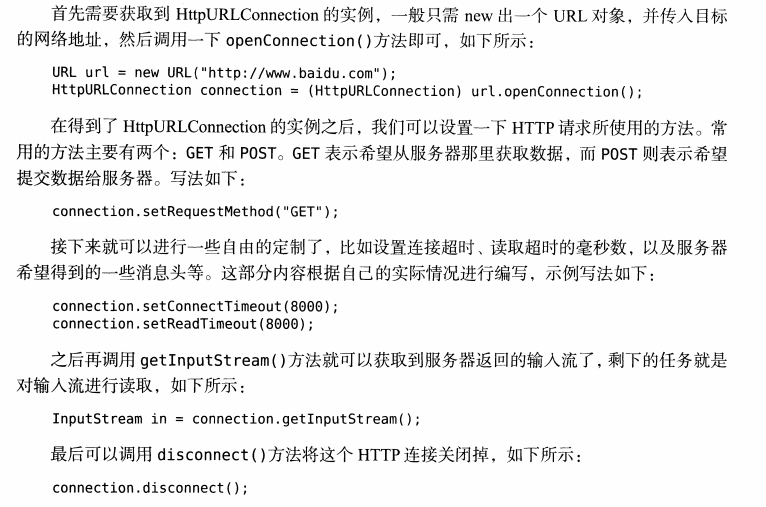 首先需要获取到 HttpURLConnection 的实例，一般只需 new 出一个 URL 对象，并传入目标
的网络地址，然后调用一下 openConnection()方法即可，如下所示：
URL url = new URL("http://www.baidu.com");
HttpURLConnection connection = (HttpURLConnection) url.openConnection();
在得到了 HttpURLConnection 的实例之后，我们可以设置一下 HTTP 请求所使用的方法。常
用的方法主要有两个：GET 和 POST。GET 表示希望从服务器那里获取数据，而 POST 则表示希望
提交数据给服务器。写法如下：
connection.setRequestMethod("GET");
接下来就可以进行一些自由的定制了，比如设置连接超时、读取超时的毫秒数，以及服务器
希望得到的一些消息头等。这部分内容根据自己的实际情况进行编写，示例写法如下：
connection.setConnectTimeout(8000);
connection.setReadTimeout(8000);
之后再调用 getInputStream()方法就可以获取到服务器返回的输入流了，剩下的任务就是
对输入流进行读取，如下所示：
InputStream in = connection.getInputStream();
最后可以调用 disconnect()方法将这个 HTTP 连接关闭掉，如下所示：
connection.disconnect();